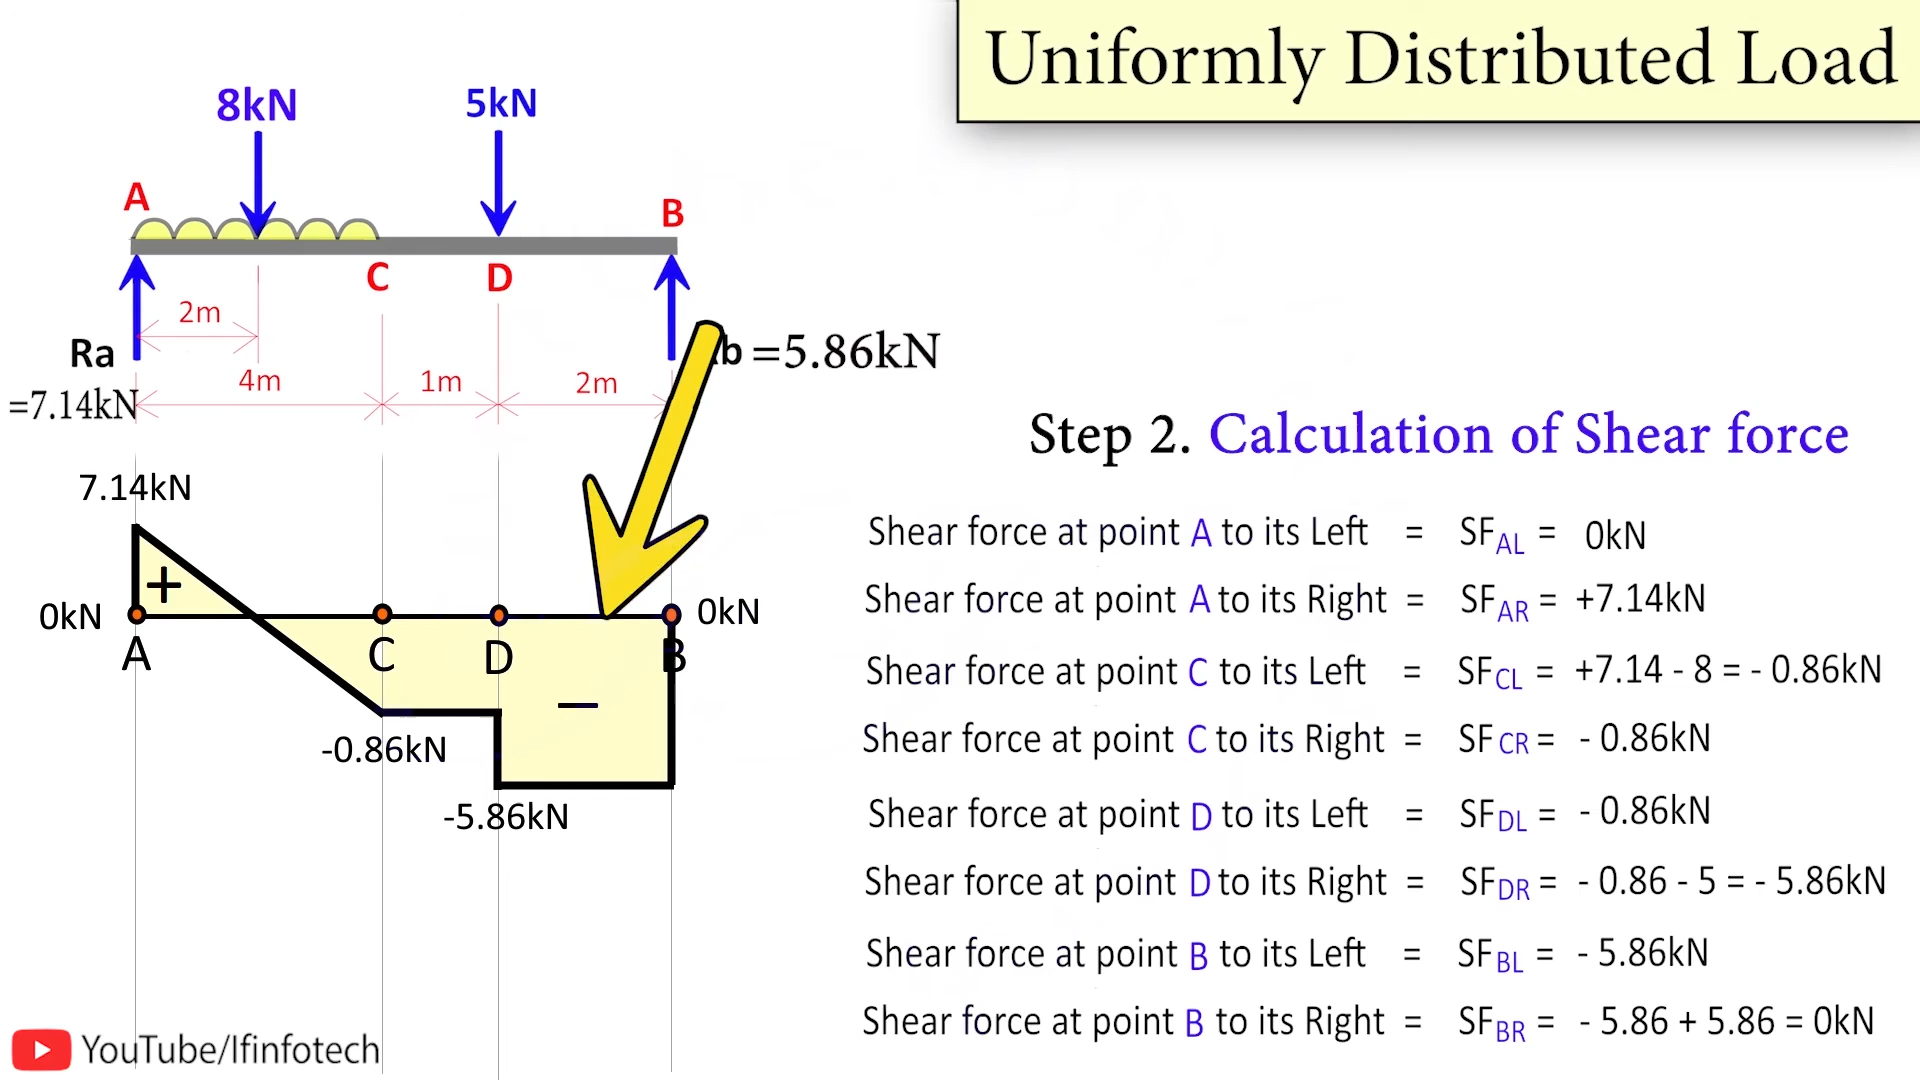 Uniformly Distributed Load
8kN
5kN
A
B
C
D
2m
Ra
=7.14kN
b =5.86kN
4m
1m
2m
Step 2. Calculation of Shear force
7.14kN
+
0kN
0kN
A
C
D
B
−
-0.86kN
-5.86kN
Shear force at point A to its Left = SFAL = 0kN
Shear force at point A to its Right = SFAR = +7.14kN
Shear force at point C to its Left = SFCL = +7.14 - 8 = - 0.86kN
Shear force at point C to its Right = SFCR = - 0.86kN
Shear force at point D to its Left = SFDL = - 0.86kN
Shear force at point D to its Right = SFDR = - 0.86 - 5 = - 5.86kN
Shear force at point B to its Left = SFBL = - 5.86kN
Shear force at point B to its Right = SFBR = - 5.86 + 5.86 = 0kN
YouTube/lfinfotech